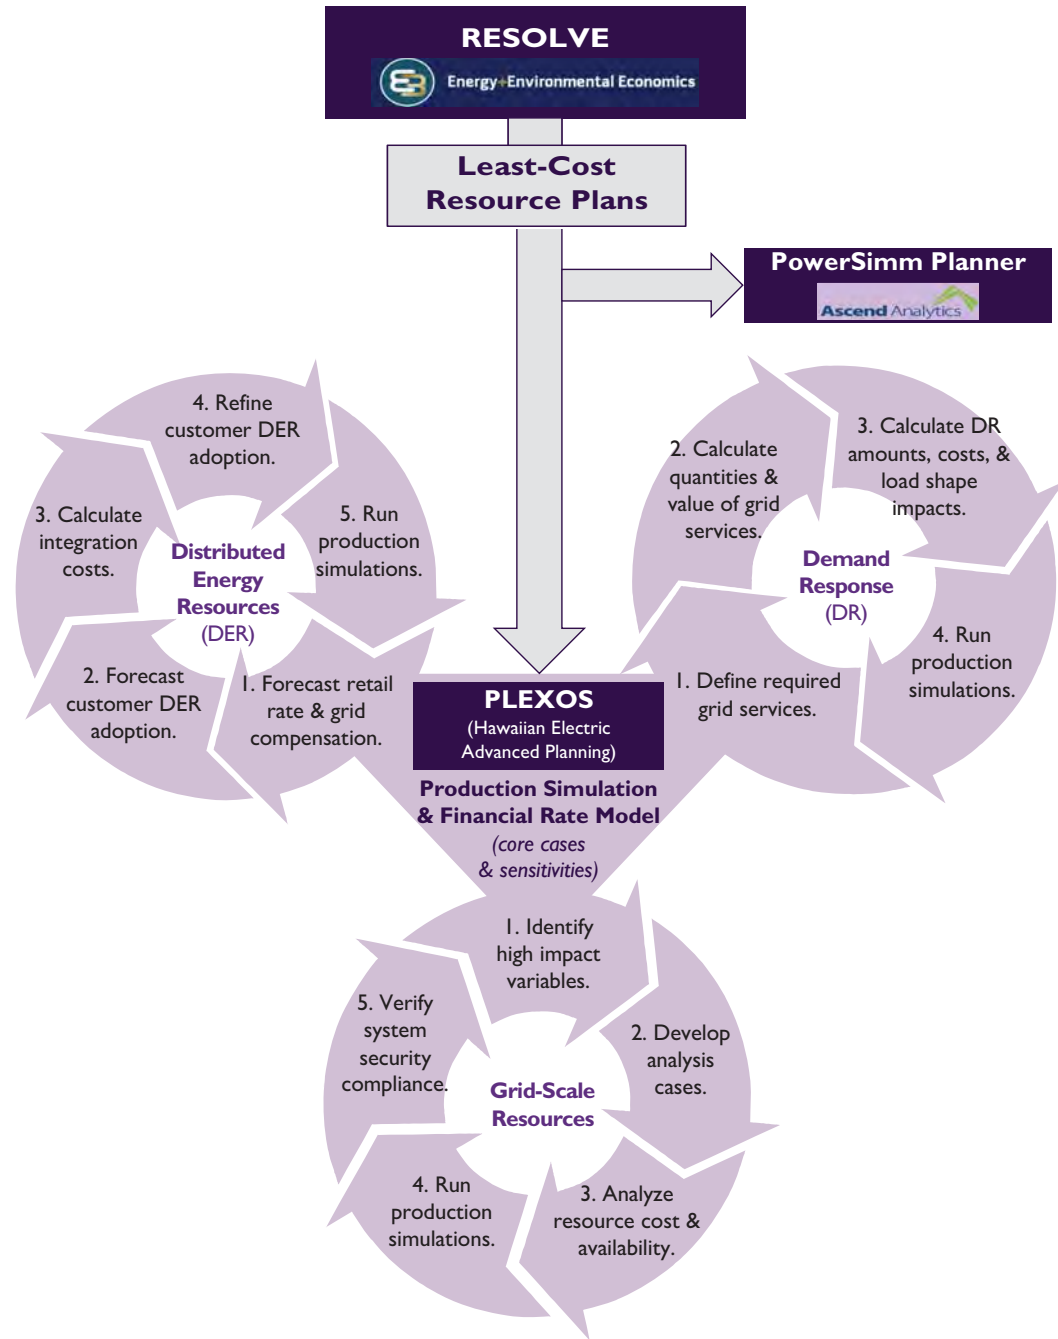 RESOLVE
Energy+Environmental Economics
Least-Cost
Resource Plans
PowerSimm Planner
Ascend Analytics
4. Refine
customer DER
adoption.
3. Calculate
integration
costs.
5. Run
production
simulations.
Distributed
Energy
Resources
(DER)
2. Forecast
customer DER
adoption.
1. Forecast retail
rate & grid
compensation.
2. Calculate
quantities &
value of grid
services.
3. Calculate DR
amounts, costs, &
load shape
impacts.
Demand
Response
(DR)
4. Run
production
simulations.
1. Define required
grid services.
PLEXOS
(Hawaiian Electric
Advanced Planning)
Production Simulation
& Financial Rate Model
(core cases
& sensitivities)
1. Identify
high impact
variables.
5. Verify
system
security
compliance.
2. Develop
analysis
cases.
Grid-Scale
Resources
4. Run
production
simulations.
3. Analyze
resource cost &
availability.